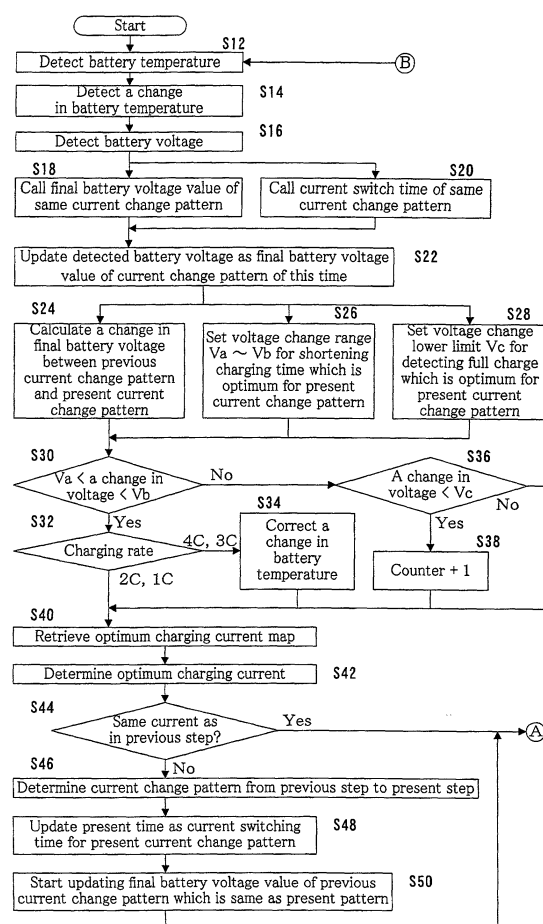 Start
S12
Detect battery temperature
B
S14
Detect a change
in battery temperature
S16
Detect battery voltage
S18
S20
Call final battery voltage value of
same current change pattern
Call current switch time of same
current change pattern
Update detected battery voltage as final battery voltage
value of current change pattern of this time
S22
S24
S26
S28
Calculate a change in
final battery voltage
between previous
current change pattern
and present current
change pattern
Set voltage change range
Va ～ Vb for shortening
charging time which is
optimum for present
current change pattern
Set voltage change
lower limit Vc for
detecting full charge
which is optimum for
present current
change pattern
S30
S36
Va < a change in
voltage < Vb
No
A change in
voltage < Vc
No
Yes
Yes
S32
S34
S38
Charging rate
4C, 3C
2C, 1C
Correct a
change in
battery
temperature
Counter + 1
S40
Retrieve optimum charging current map
Determine optimum charging current
S42
S44
Same current as
in previous step?
Yes
A
No
S46
Determine current change pattern from previous step to present step
Update present time as current switching
time for present current change pattern
S48
Start updating final battery voltage value of previous
current change pattern which is same as present pattern
S50